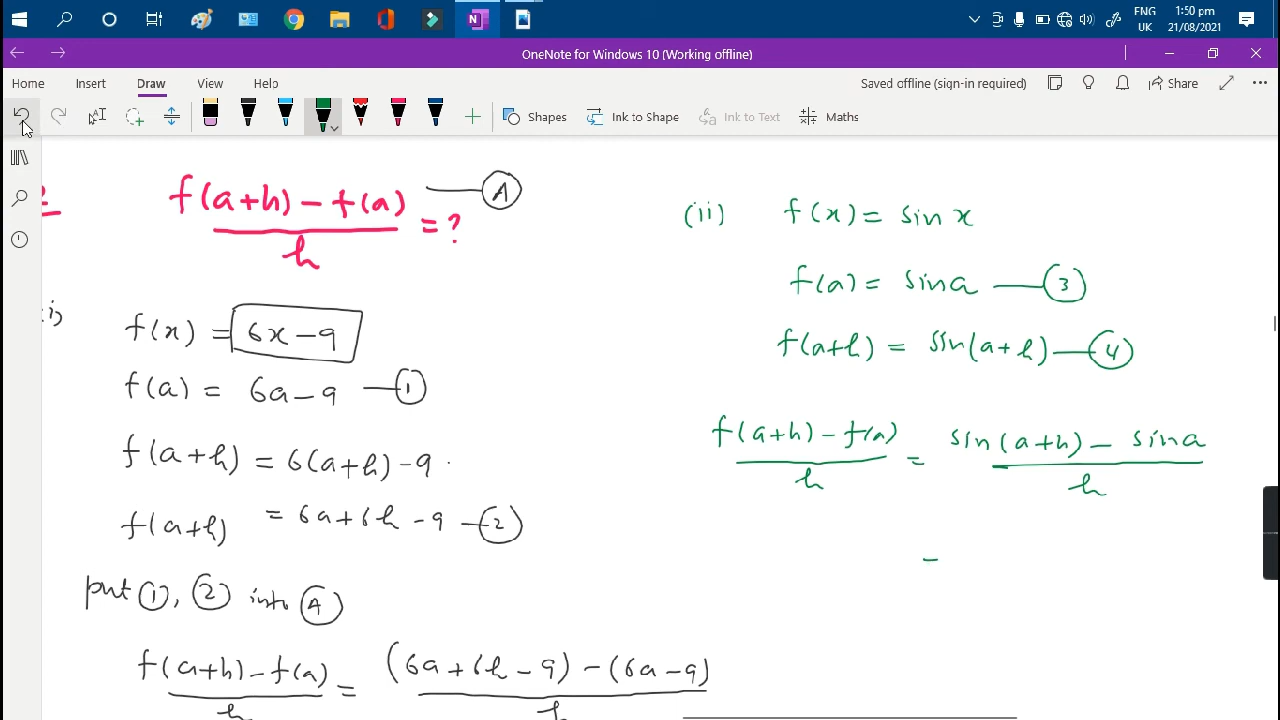 ENG
1:50 pm
UK
21/08/2021
OneNote for Windows 10 (Working offline)
Home Insert Draw View Help
Saved offline (sign-in required)
Share
Shapes
Ink to Shape
Ink to Text
Maths
f(a+h) - f(a) / h = ? — A
f(x) = 6x - 9
f(a) = 6a - 9 — 1
f(a+h) = 6(a+h) - 9
f(a+h) = 6a + 6h - 9 — 2
put 1, 2 into A
f(a+h) - f(a) / h = (6a + 6h - 9) - (6a - 9) / h
(ii) f(x) = sin x
f(a) = sin a — 3
f(a+h) = sin(a+h) — 4
f(a+h) - f(a) / h = sin(a+h) - sin a / h